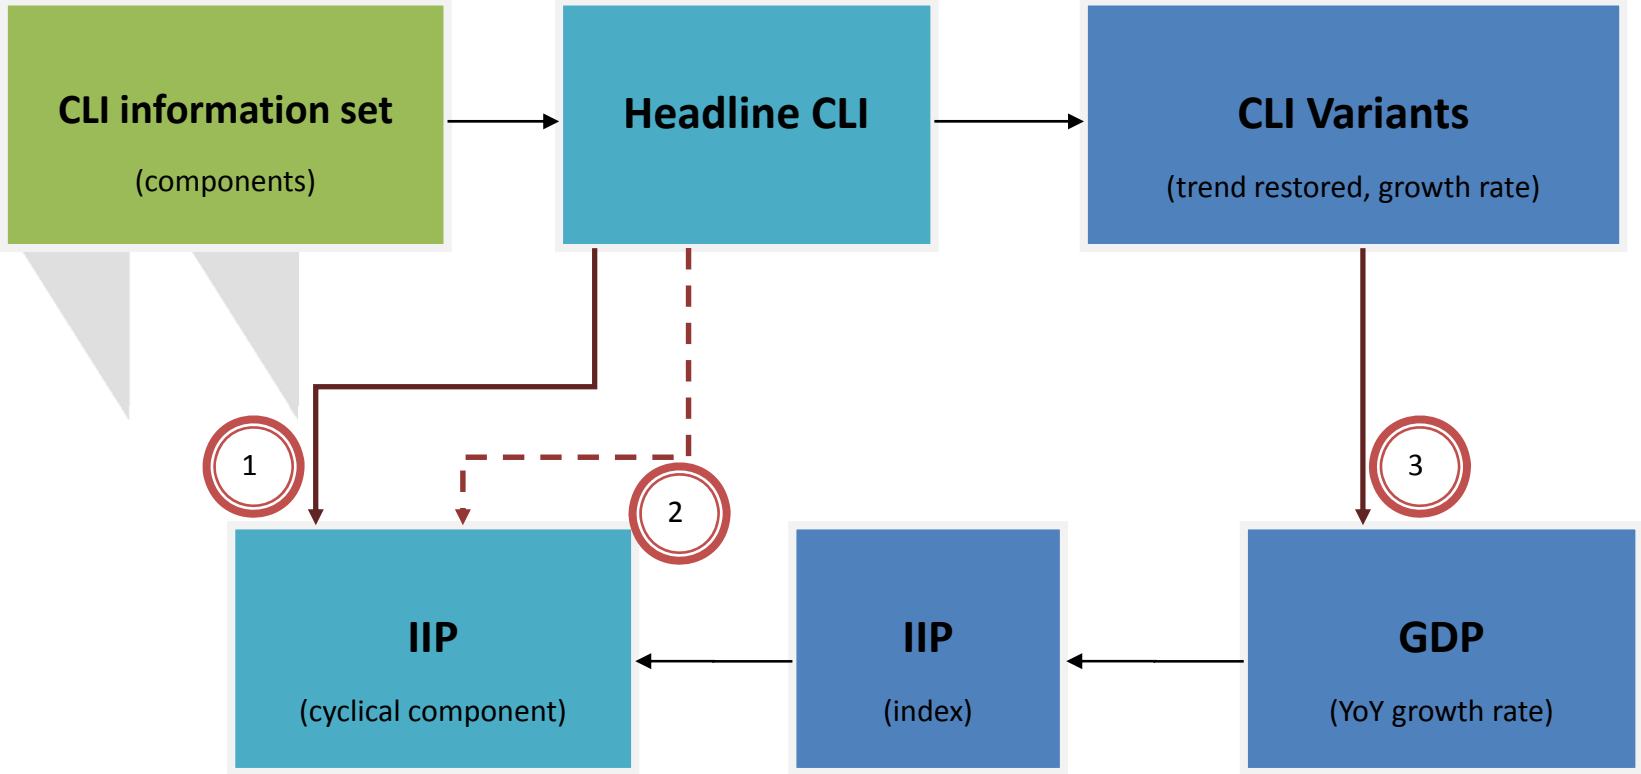 CLI information set
(components)
Headline CLI
CLI Variants
(trend restored, growth rate)
1
2
3
IIP
(cyclical component)
IIP
(index)
GDP
(YoY growth rate)